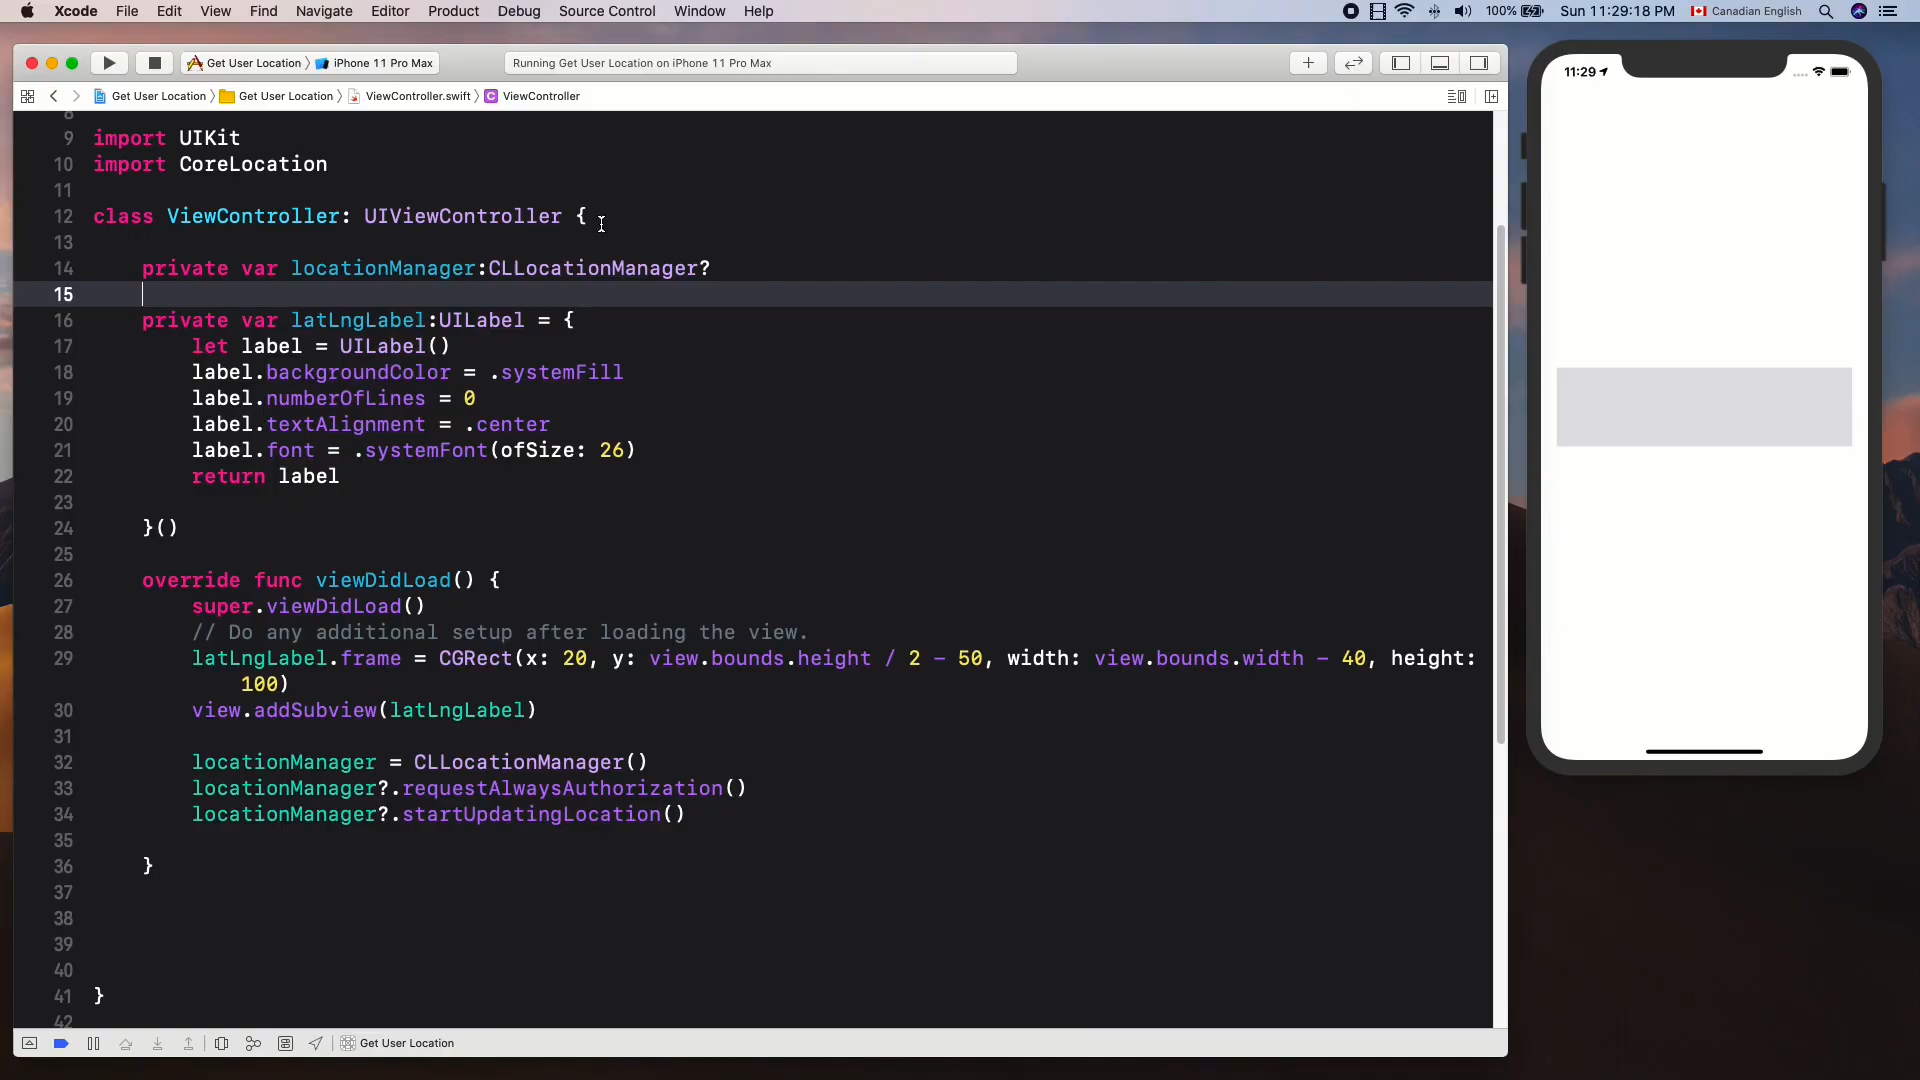 Xcode File Edit View Find Navigate Editor Product Debug Source Control Window Help 100% Sun 11:29:18 PM Canadian English
Get User Location iPhone 11 Pro Max Running Get User Location on iPhone 11 Pro Max
Get User Location Get User Location ViewController.swift C ViewController
8
9 import UIKit
10 import CoreLocation
11
12 class ViewController: UIViewController {
13
14 private var locationManager:CLLocationManager?
15
16 private var latLngLabel:UILabel = {
17 let label = UILabel()
18 label.backgroundColor = .systemFill
19 label.numberOfLines = 0
20 label.textAlignment = .center
21 label.font = .systemFont(ofSize: 26)
22 return label
23
24 }()
25
26 override func viewDidLoad() {
27 super.viewDidLoad()
28 // Do any additional setup after loading the view.
29 latLngLabel.frame = CGRect(x: 20, y: view.bounds.height / 2 - 50, width: view.bounds.width - 40, height:
100)
30 view.addSubview(latLngLabel)
31
32 locationManager = CLLocationManager()
33 locationManager?.requestAlwaysAuthorization()
34 locationManager?.startUpdatingLocation()
35
36 }
37
38
39
40
41 }
42
Get User Location
11:29